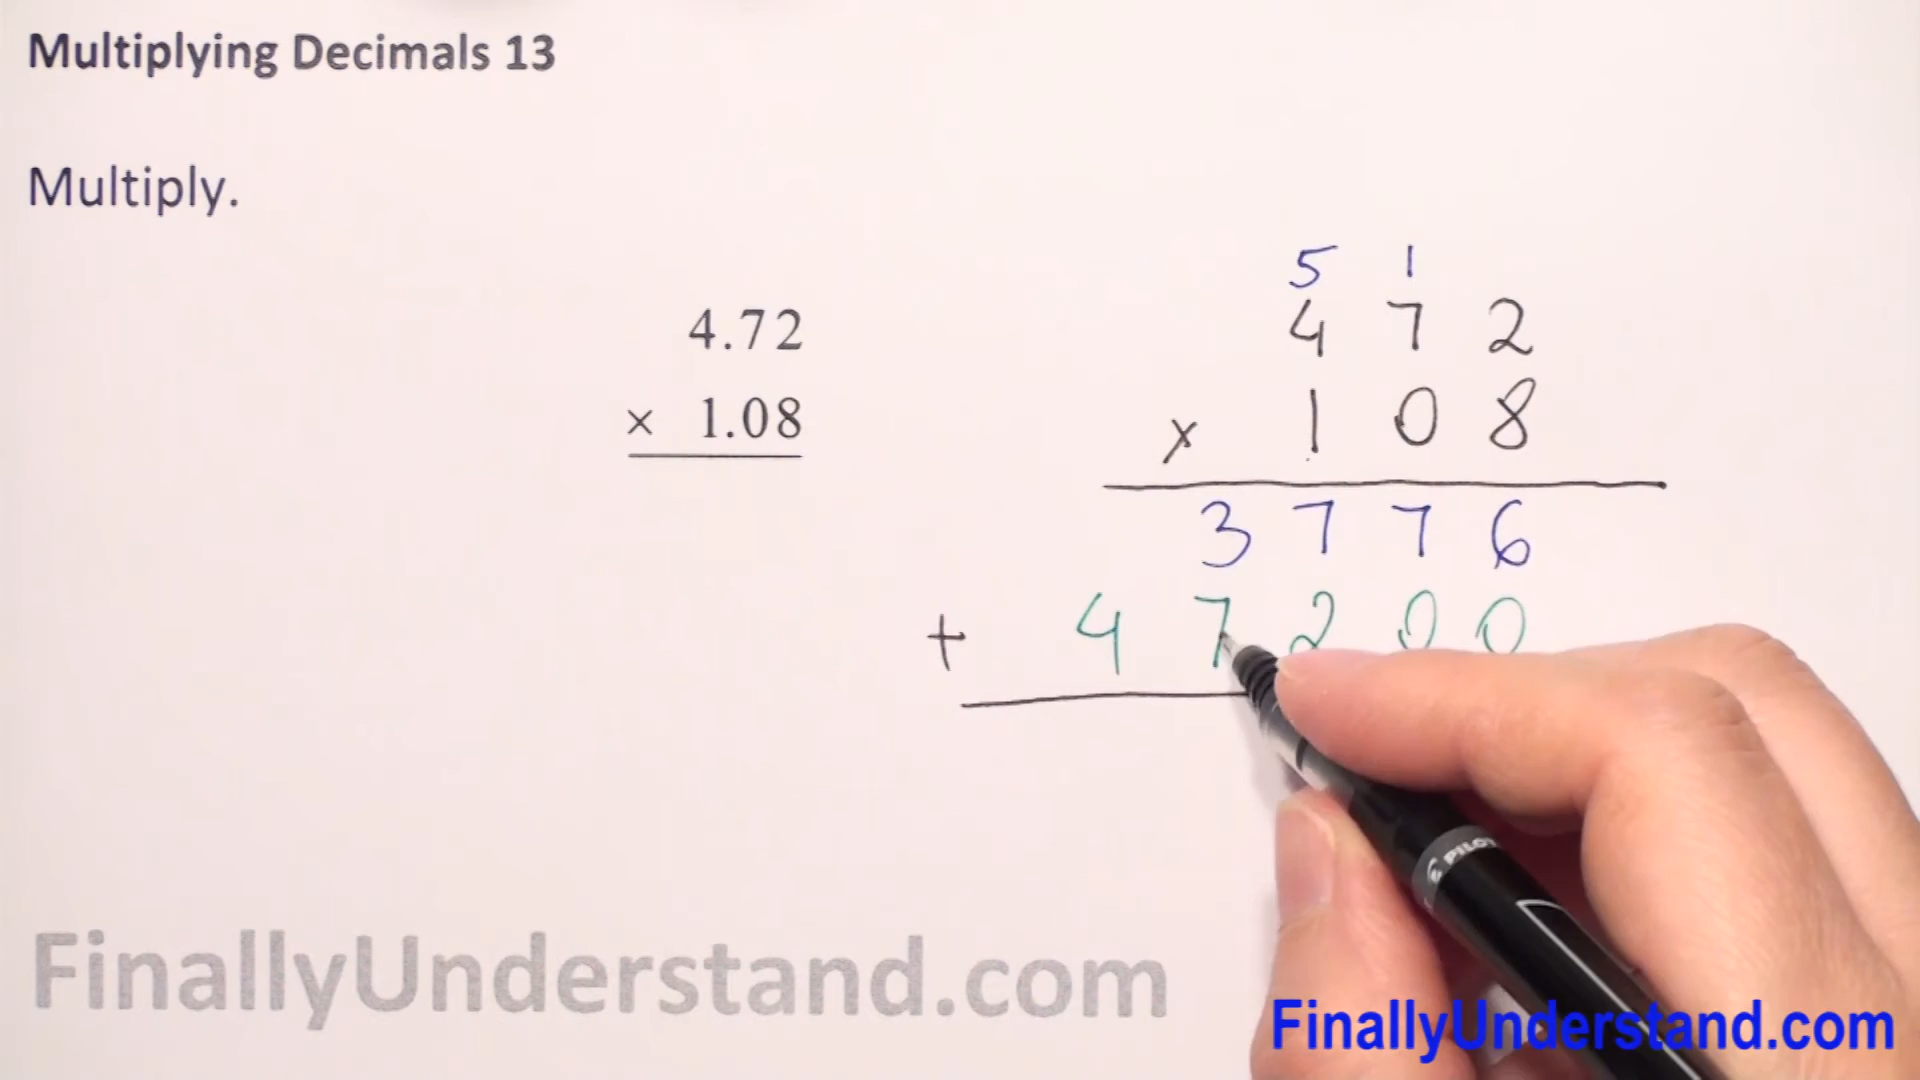 Multiplying Decimals 13
Multiply.
4.72
× 1.08
5 1
4 7 2
x 1 0 8
3 7 7 6
+ 4 7 2 0 0
PILOT
FinallyUnderstand.com
FinallyUnderstand.com